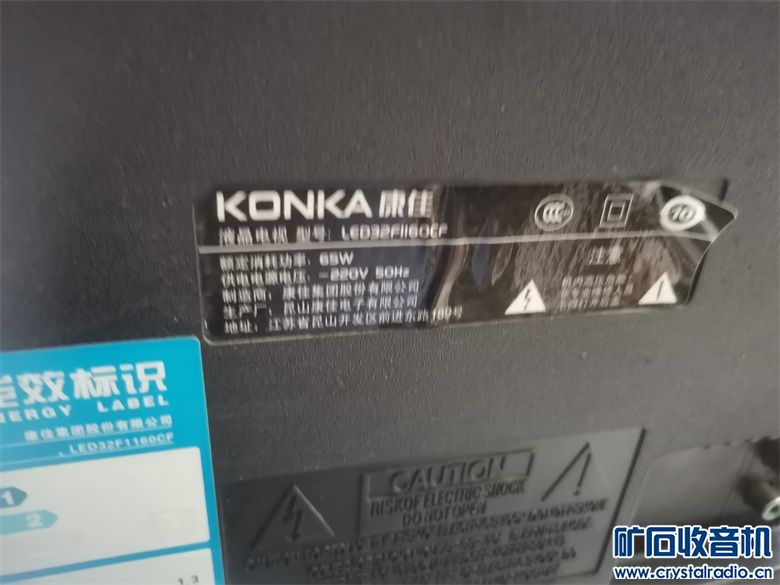 KONKA 康佳
液晶电视 型号: LED32F1160CF
额定消耗功率: 65W
供电电源电压: ~220V 50Hz
制造商: 康佳集团股份有限公司
生产厂: 昆山康佳电子有限公司
地址: 江苏省昆山开发区前进东路189号
CCC
10
注意
能效标识
ENERGY LABEL
康佳集团股份有限公司
LED32F1160CF
1
2
1.3
CAUTION
RISK OF ELECTRIC SHOCK
DO NOT OPEN
矿石收音机
www.crystalradio.cn